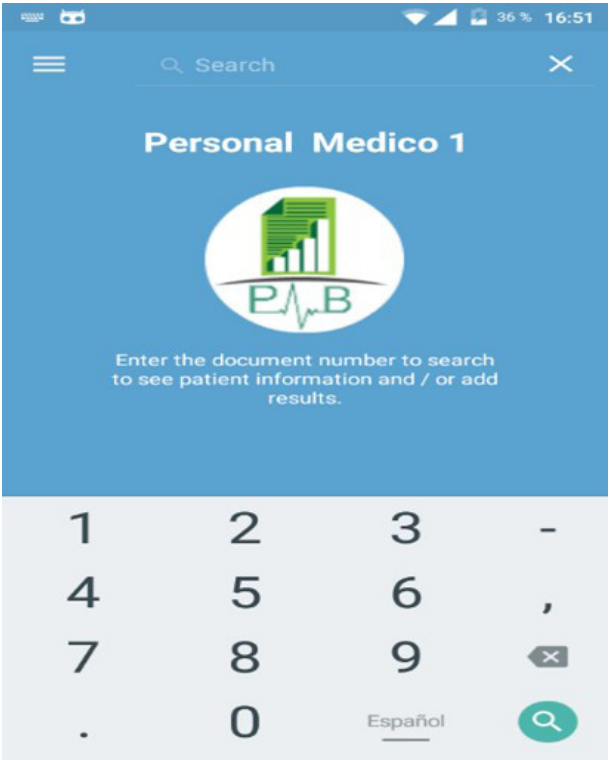 36 % 16:51
Search
Personal Medico 1
P B
Enter the document number to search
to see patient information and / or add
results.
1 2 3 -
4 5 6 ,
7 8 9
. 0 Español